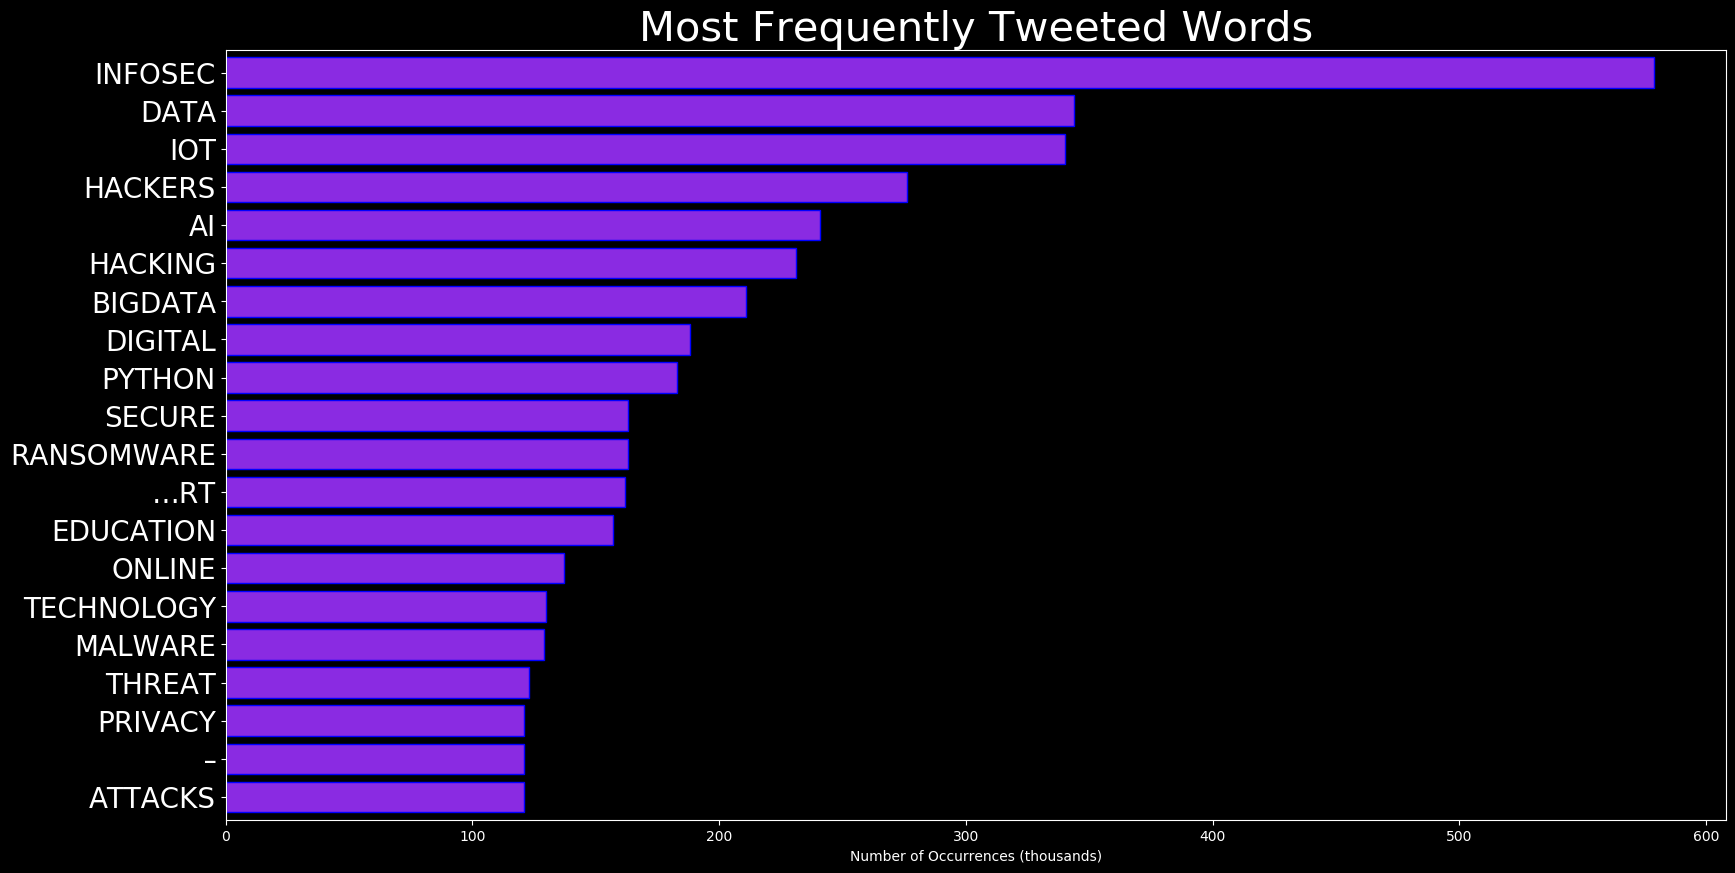 Most Frequently Tweeted Words
INFOSEC
DATA
IOT
HACKERS
AI
HACKING
BIGDATA
DIGITAL
PYTHON
SECURE
RANSOMWARE
…RT
EDUCATION
ONLINE
TECHNOLOGY
MALWARE
THREAT
PRIVACY
–
ATTACKS
0 100 200 300 400 500 600
Number of Occurrences (thousands)